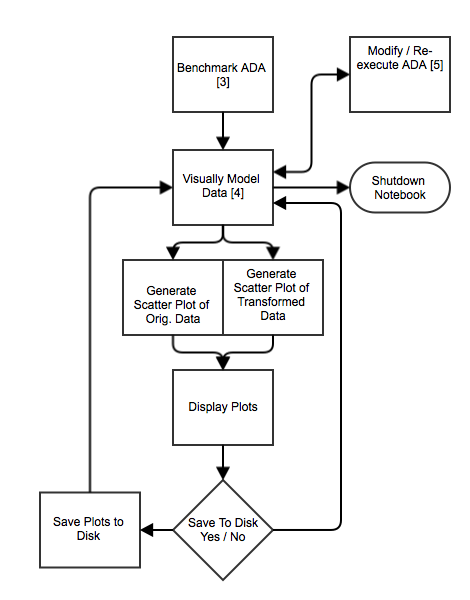 Benchmark ADA
[3]
Modify / Re-
execute ADA [5]
Visually Model
Data [4]
Shutdown
Notebook
Generate
Scatter Plot of
Orig. Data
Generate
Scatter Plot of
Transformed
Data
Display Plots
Save To Disk
Yes / No
Save Plots to
Disk